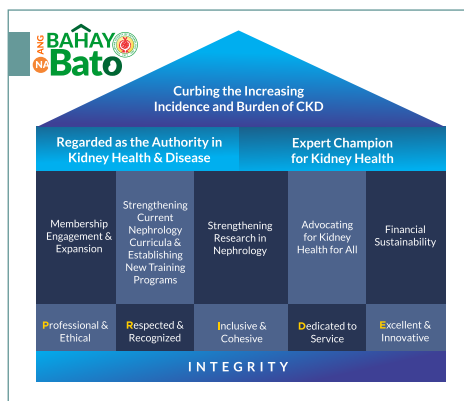 ANG
BAHAY
NA
Bato
Curbing the Increasing
Incidence and Burden of CKD
Regarded as the Authority in
Kidney Health & Disease
Expert Champion
for Kidney Health
Membership
Engagement &
Expansion
Strengthening
Current
Nephrology
Curricula &
Establishing
New Training
Programs
Strengthening
Research in
Nephrology
Advocating
for Kidney
Health for All
Financial
Sustainability
Professional &
Ethical
Respected &
Recognized
Inclusive &
Cohesive
Dedicated to
Service
Excellent &
Innovative
INTEGRITY